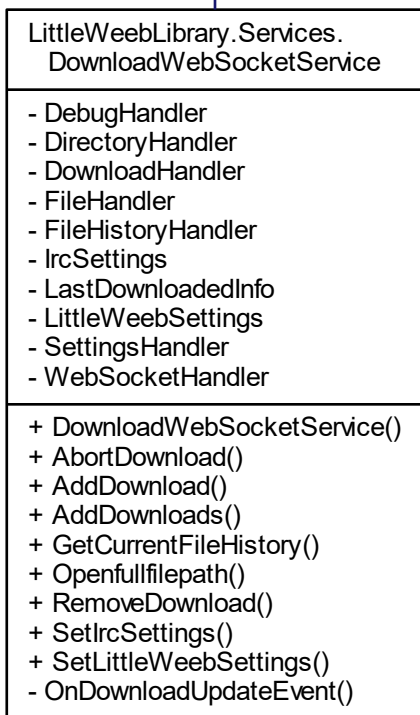 LittleWeebLibrary.Services.
DownloadWebSocketService
- DebugHandler
- DirectoryHandler
- DownloadHandler
- FileHandler
- FileHistoryHandler
- IrcSettings
- LastDownloadedInfo
- LittleWeebSettings
- SettingsHandler
- WebSocketHandler
+ DownloadWebSocketService()
+ AbortDownload()
+ AddDownload()
+ AddDownloads()
+ GetCurrentFileHistory()
+ Openfullfilepath()
+ RemoveDownload()
+ SetIrcSettings()
+ SetLittleWeebSettings()
- OnDownloadUpdateEvent()